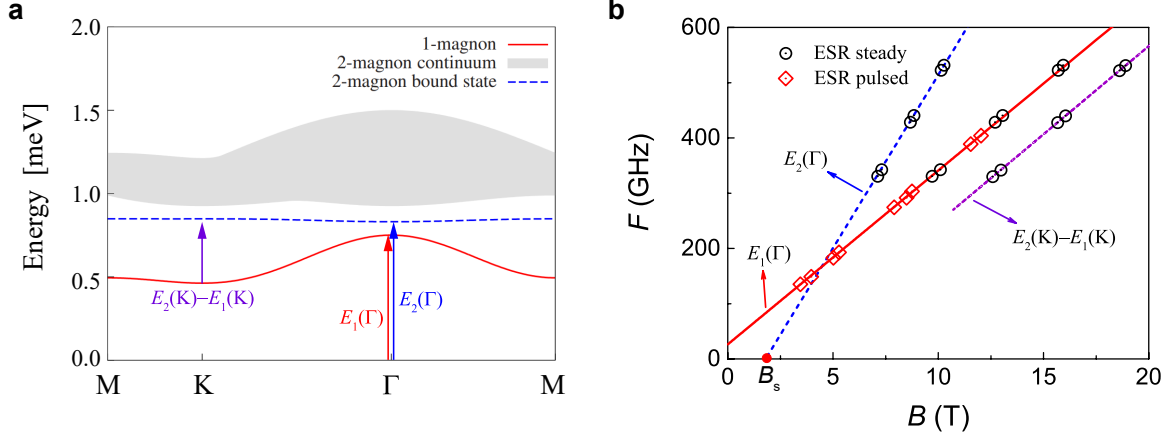 a
2.0
1.5
1.0
0.5
0.0
Energy [meV]
1-magnon
2-magnon continuum
2-magnon bound state
E₂(K)−E₁(K)
E₁(Γ)
E₂(Γ)
M K Γ M
b
600
400
200
0
F (GHz)
ESR steady
ESR pulsed
E₂(Γ)
E₂(K)−E₁(K)
E₁(Γ)
0 Bₛ 5 10 15 20
B (T)